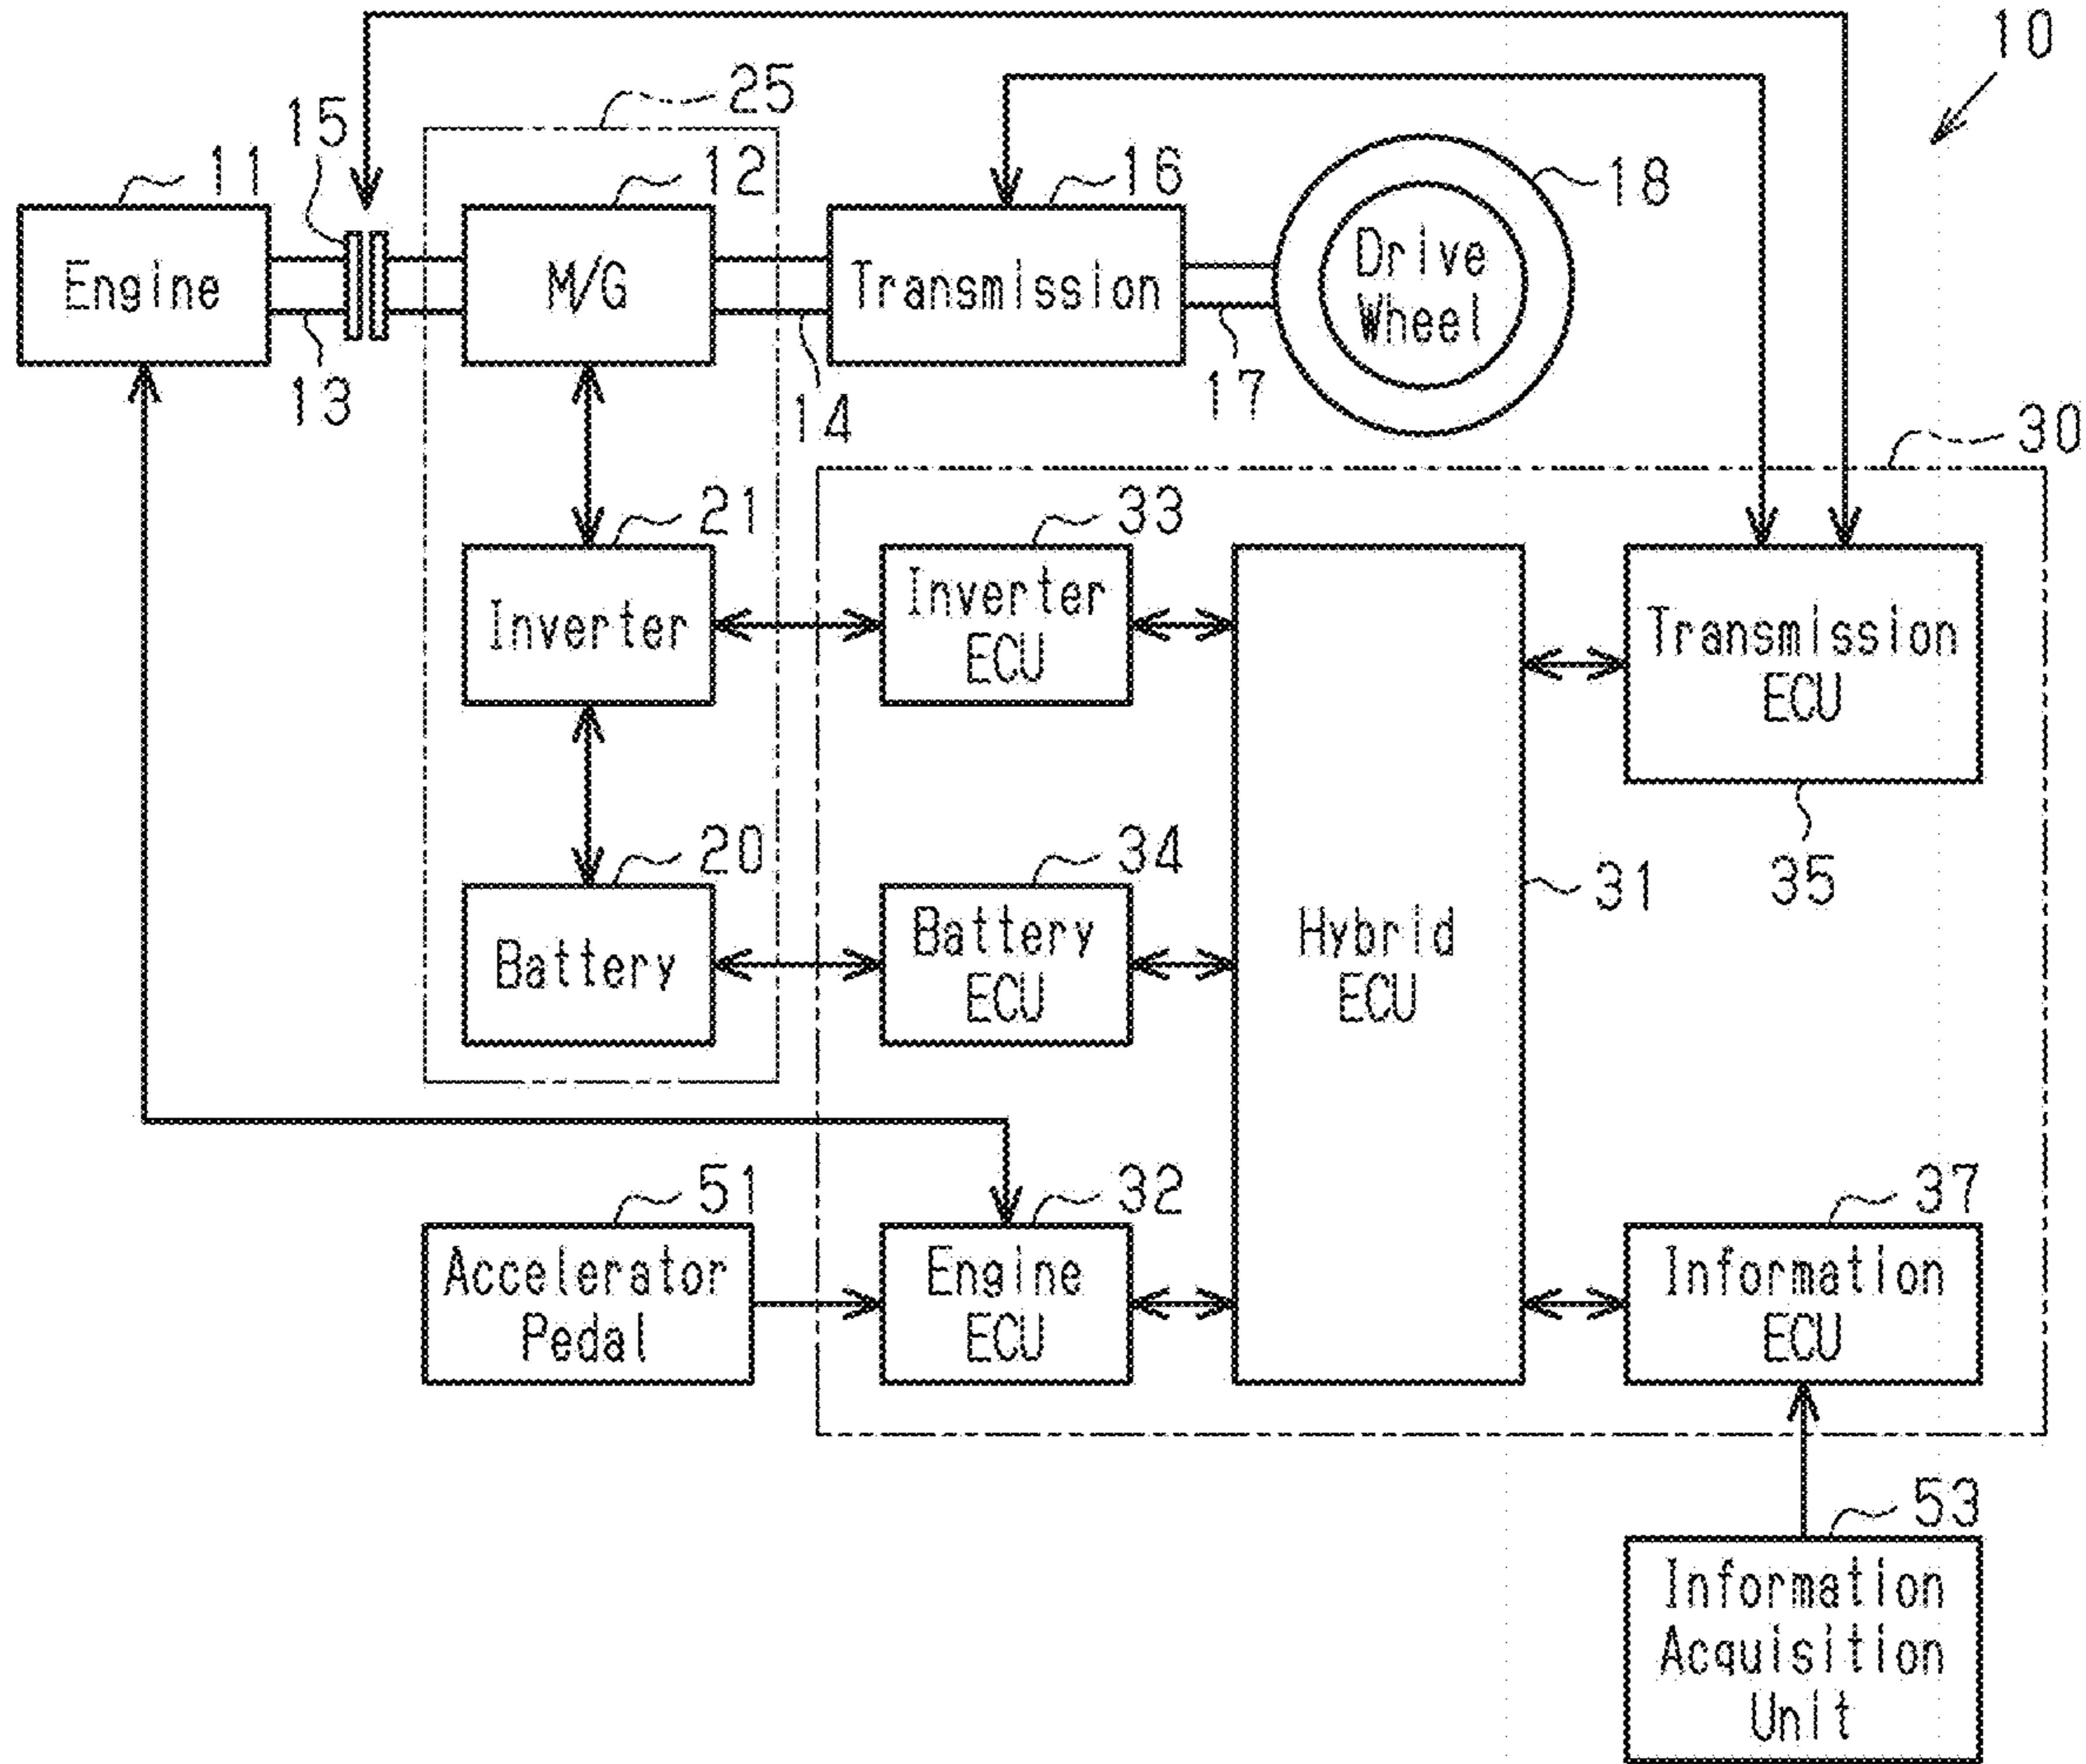 10
25
15
11
12
16
18
Engine
M/G
Transmission
Drive
Wheel
13
14
17
30
21
33
Inverter
Inverter
ECU
Transmission
ECU
20
34
31
35
Battery
Battery
ECU
Hybrid
ECU
51
32
37
Accelerator
Pedal
Engine
ECU
Information
ECU
53
Information
Acquisition
Unit